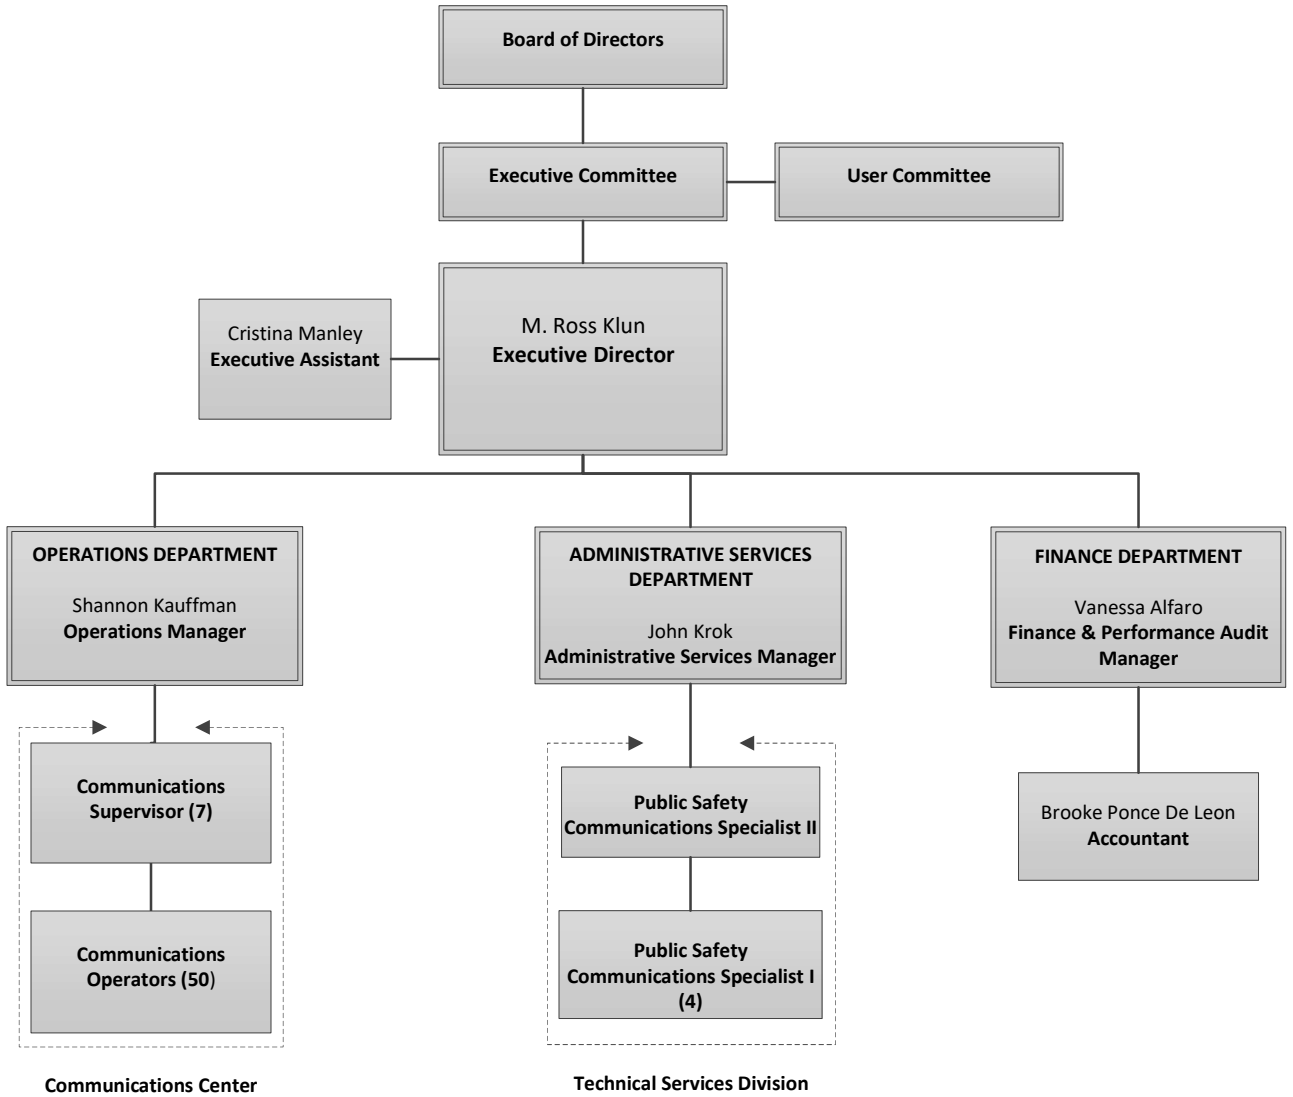 Board of Directors
Executive Committee
User Committee
Cristina Manley
Executive Assistant
M. Ross Klun
Executive Director
OPERATIONS DEPARTMENT
Shannon Kauffman
Operations Manager
ADMINISTRATIVE SERVICES
DEPARTMENT
John Krok
Administrative Services Manager
FINANCE DEPARTMENT
Vanessa Alfaro
Finance & Performance Audit
Manager
Communications
Supervisor (7)
Communications
Operators (50)
Communications Center
Public Safety
Communications Specialist II
Public Safety
Communications Specialist I
(4)
Technical Services Division
Brooke Ponce De Leon
Accountant